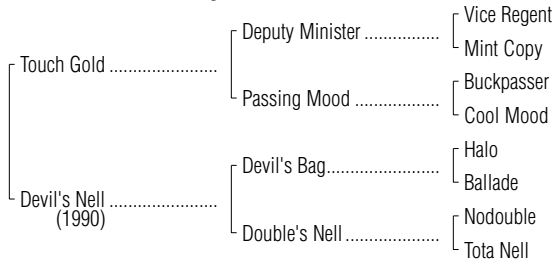 Vice Regent
Deputy Minister ................
Mint Copy
Touch Gold ......................
Buckpasser
Passing Mood .................
Cool Mood
Halo
Devil's Bag.......................
Ballade
Devil's Nell ......................
(1990)
Nodouble
Double's Nell ...................
Tota Nell